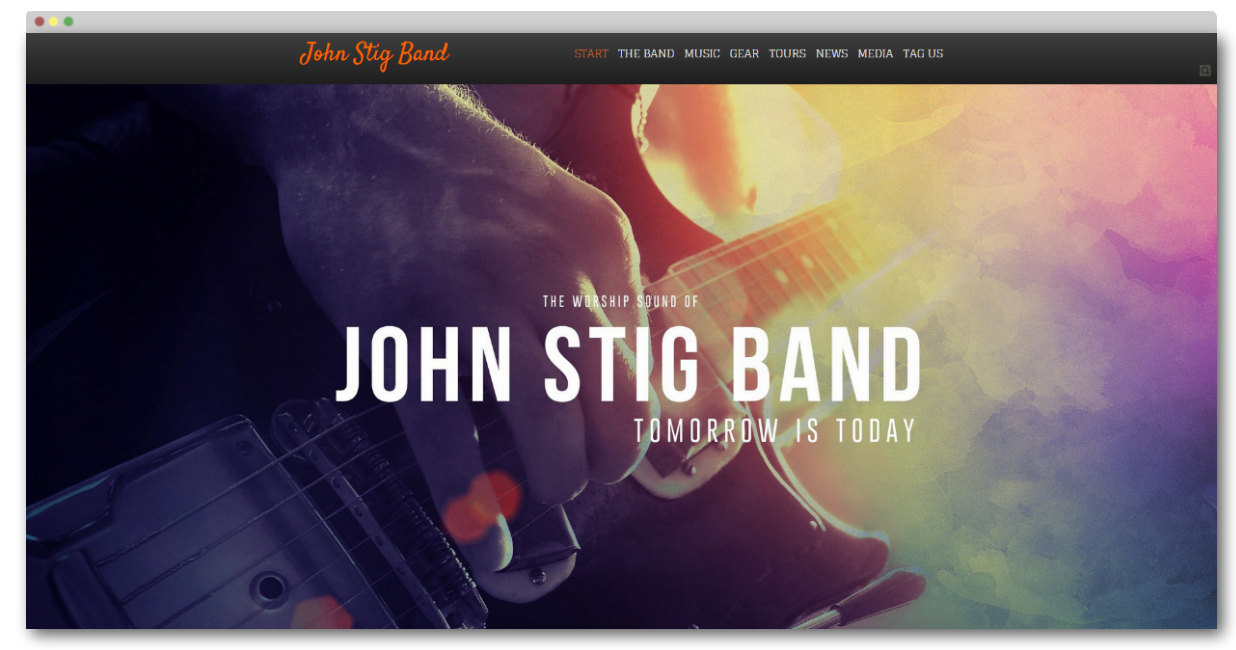 John Stig Band
START THE BAND MUSIC GEAR TOURS NEWS MEDIA TAG US
THE WORSHIP SOUND OF
JOHN STIG BAND
TOMORROW IS TODAY